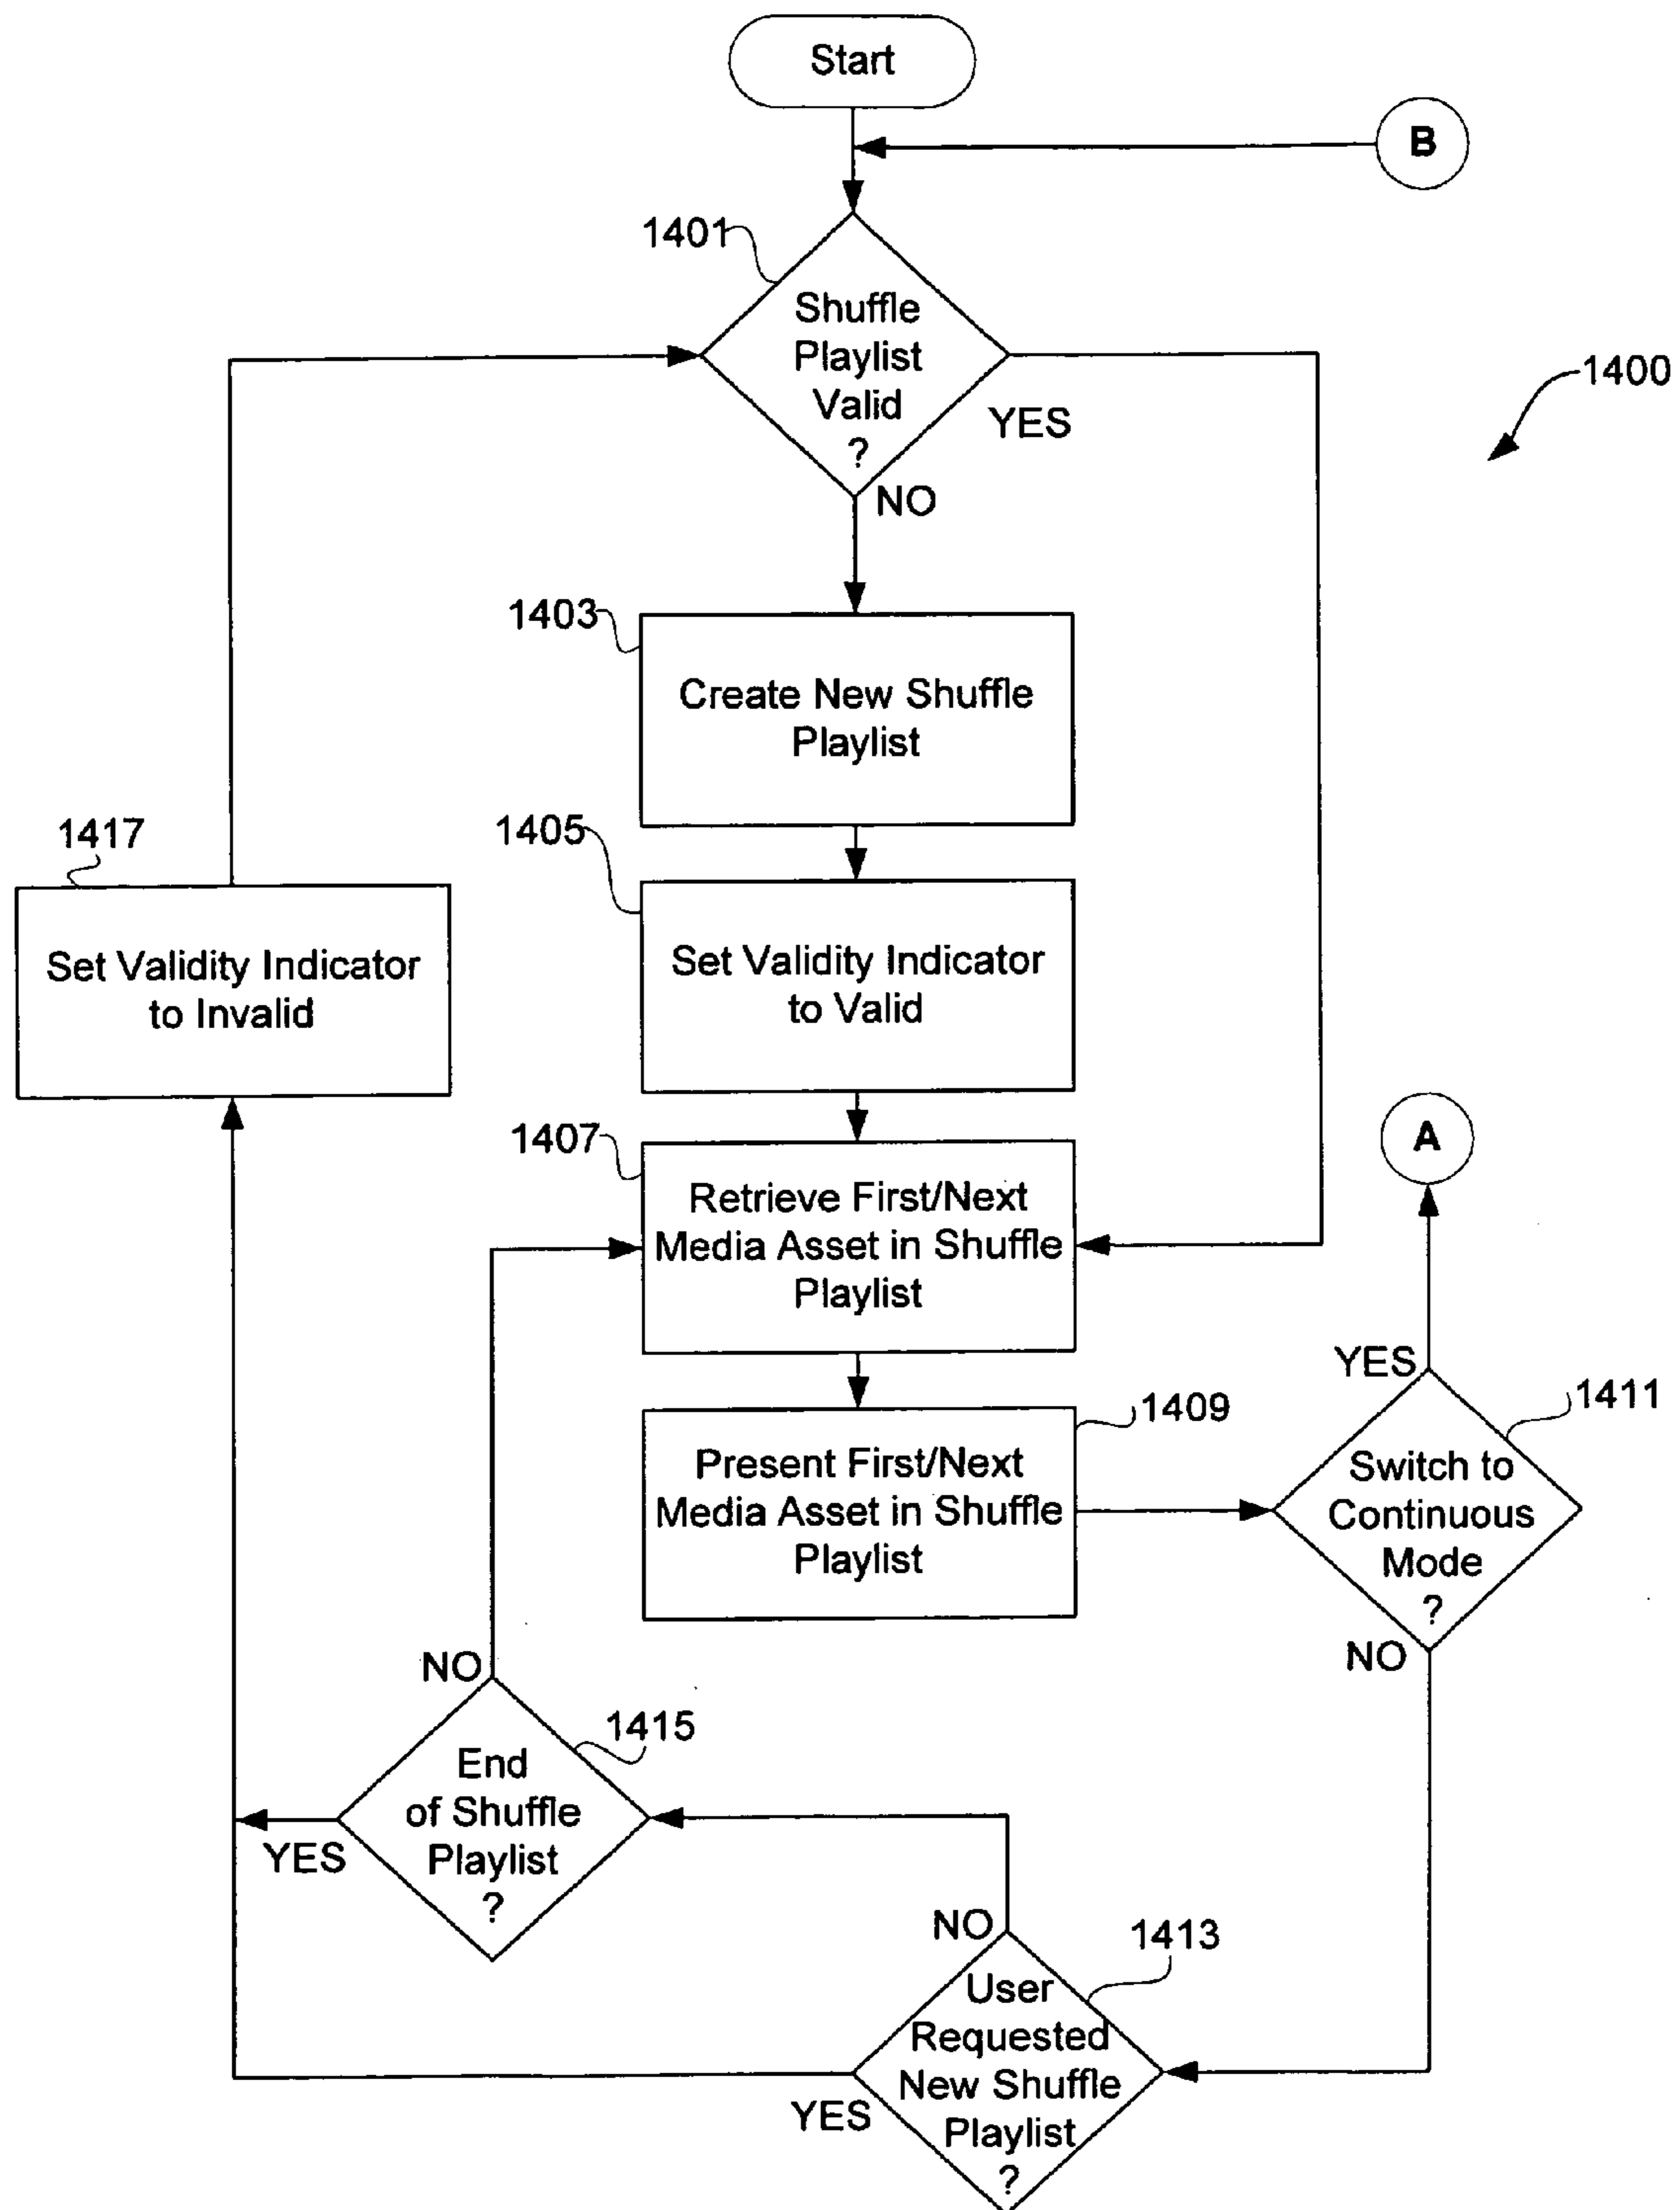 Start
B
1401
Shuffle
Playlist
Valid
?
YES
NO
1400
1403
Create New Shuffle
Playlist
1405
Set Validity Indicator
to Valid
1417
Set Validity Indicator
to Invalid
1407
Retrieve First/Next
Media Asset in Shuffle
Playlist
A
1409
Present First/Next
Media Asset in Shuffle
Playlist
YES
1411
Switch to
Continuous
Mode
?
NO
NO
1415
End
of Shuffle
Playlist
?
YES
NO
1413
User
Requested
New Shuffle
Playlist
?
YES